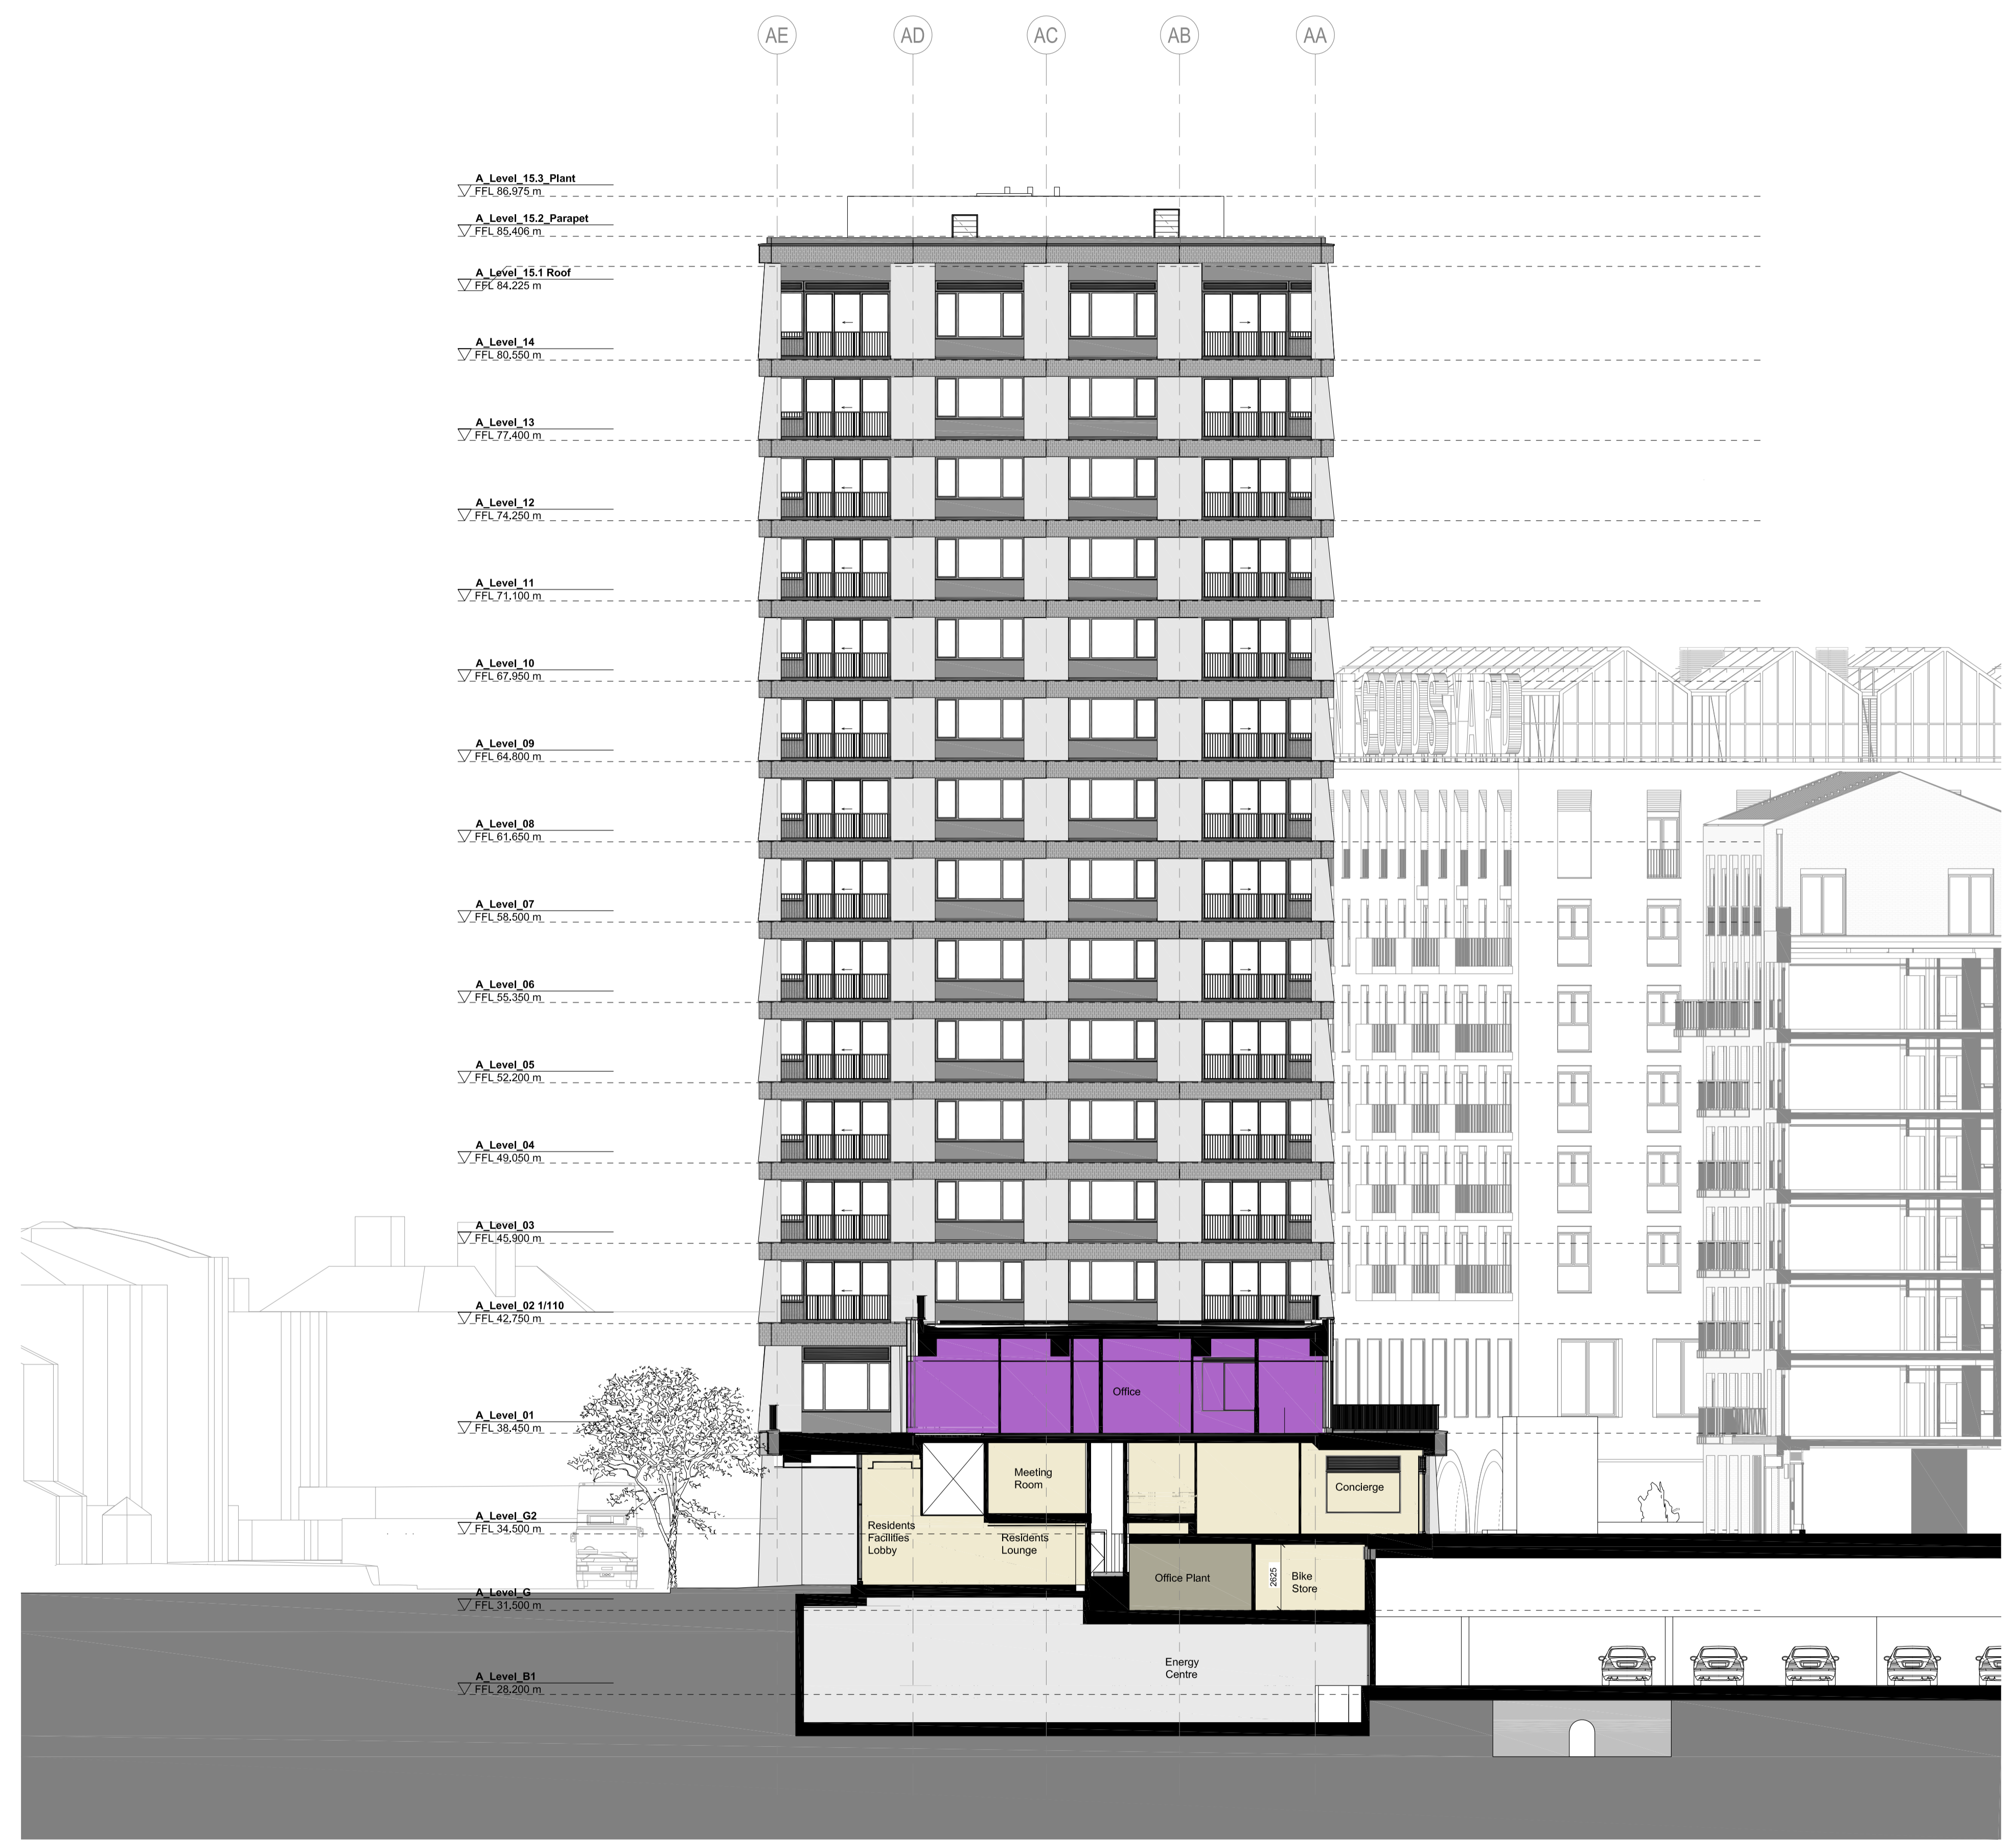 AE AD AC AB AA
A_Level_15.3_Plant
FFL 86.975 m
A_Level_15.2_Parapet
FFL 85.406 m
A_Level_15.1 Roof
FFL 84.225 m
A_Level_14
FFL 80.550 m
A_Level_13
FFL 77.400 m
A_Level_12
FFL 74.250 m
A_Level_11
FFL 71.100 m
A_Level_10
FFL 67.950 m
GOODSYARD
A_Level_09
FFL 64.800 m
A_Level_08
FFL 61.650 m
A_Level_07
FFL 58.500 m
A_Level_06
FFL 55.350 m
A_Level_05
FFL 52.200 m
A_Level_04
FFL 49.050 m
A_Level_03
FFL 45.900 m
A_Level_02 1/110
FFL 42.750 m
Office
A_Level_01
FFL 38.450 m
Meeting
Room
Concierge
A_Level_G2
FFL 34.500 m
Residents
Facilities
Lobby
Residents
Lounge
Office Plant
2625
Bike
Store
A_Level_G
FFL 31.500 m
Energy
Centre
A_Level_B1
FFL 28.200 m